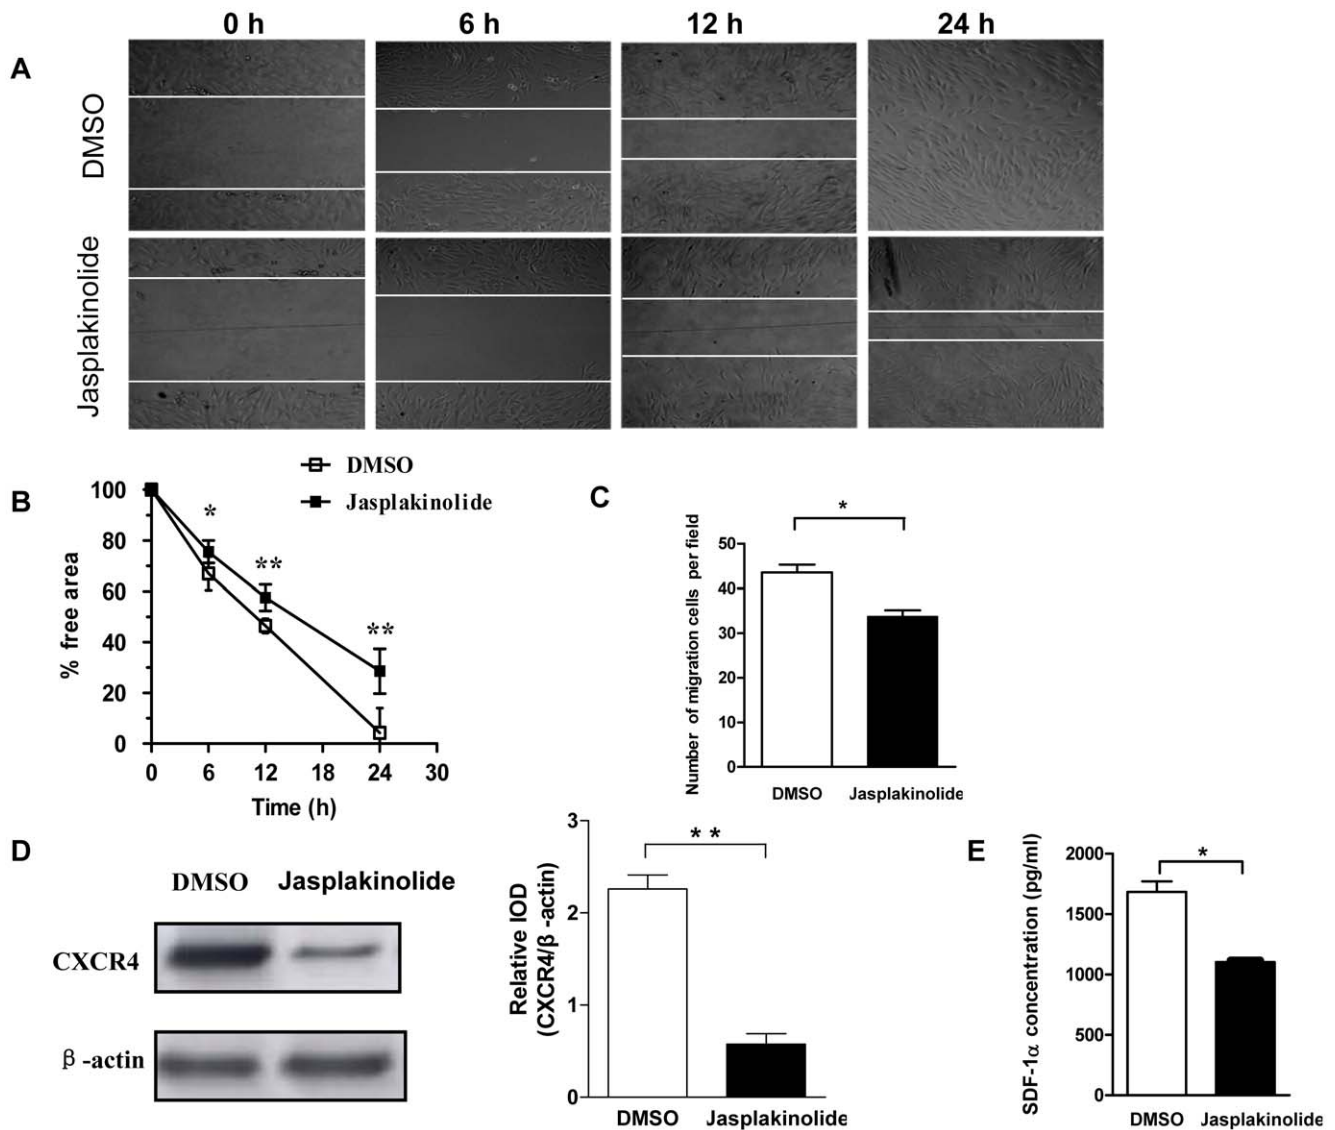 0 h 6 h 12 h 24 h
A
DMSO
Jasplakinolide
B
DMSO
Jasplakinolide
100
80
60
40
20
0
% free area
* ** **
0 6 12 18 24 30
Time (h)
C
*
Number of migration cells per field
50
40
30
20
10
0
DMSO Jasplakinolide
D
DMSO Jasplakinolide
CXCR4
β-actin
* *
Relative IOD
(CXCR4/β-actin)
3
2
1
0
DMSO Jasplakinolide
E
*
SDF-1α concentration (pg/ml)
2000
1500
1000
500
0
DMSO Jasplakinolide